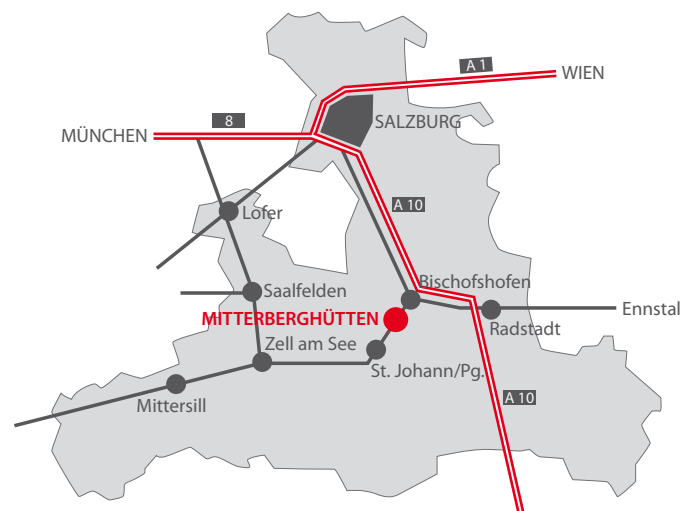 A 1
WIEN
8
MÜNCHEN
SALZBURG
A 10
Lofer
Bischofshofen
Saalfelden
Ennstal
MITTERBERGHÜTTEN
Radstadt
Zell am See
St. Johann/Pg.
A 10
Mittersill